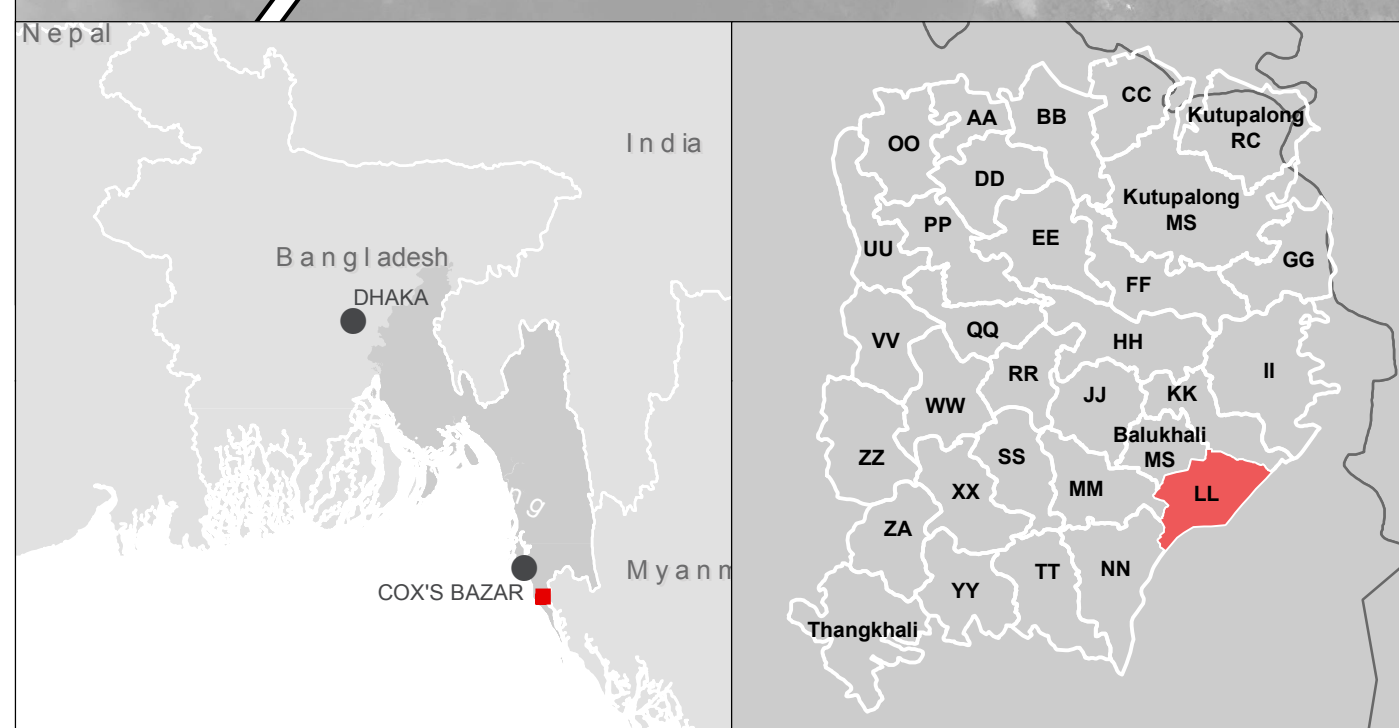 Nepal
India
Bangladesh
DHAKA
COX'S BAZAR
ng
Myanm
CC
Kutupalong
RC
AA
BB
OO
DD
Kutupalong
MS
PP
EE
UU
GG
FF
QQ
HH
VV
RR
II
JJ
KK
WW
Balukhali
MS
ZZ
SS
XX
MM
LL
ZA
TT
NN
YY
Thangkhali